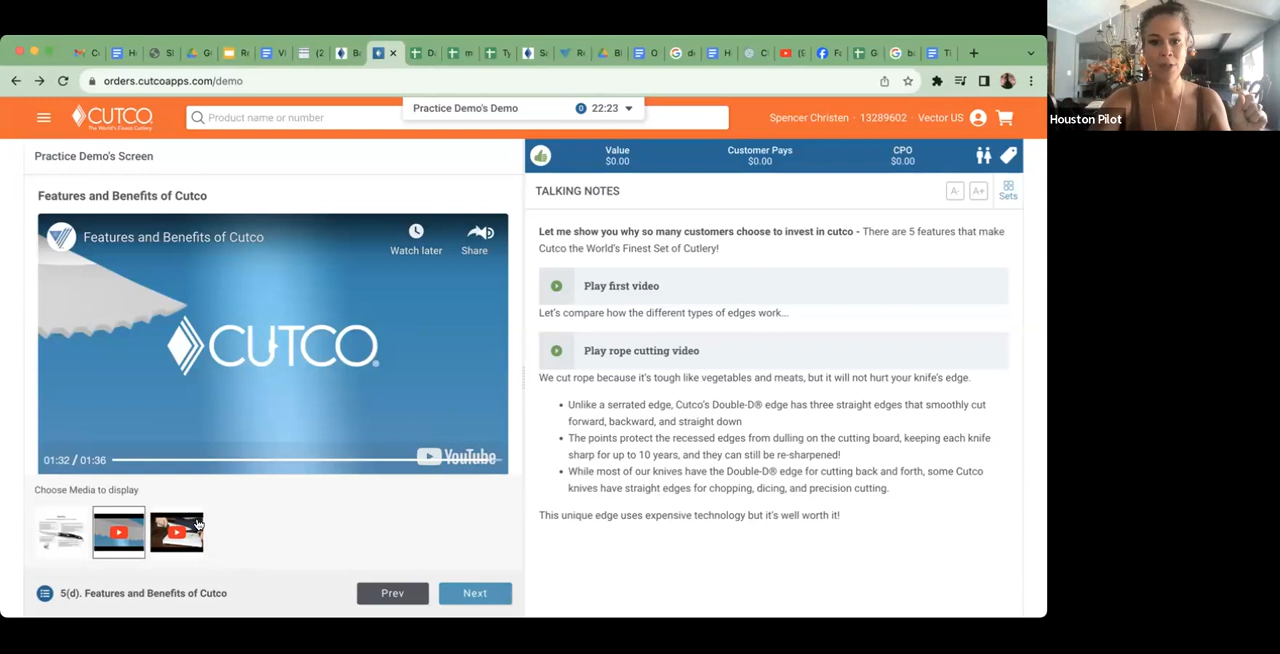 orders.cutcoapps.com/demo
CUTCO
The World's Finest Cutlery
Product name or number
Practice Demo's Demo
0 22:23
Spencer Christen · 13289602 · Vector US
Houston Pilot
Practice Demo's Screen
Features and Benefits of Cutco
Features and Benefits of Cutco
Watch later
Share
CUTCO
01:32 / 01:36
YouTube
Choose Media to display
5(d). Features and Benefits of Cutco
Prev
Next
Value
$0.00
Customer Pays
$0.00
CPO
$0.00
TALKING NOTES
A-
A+
Sets
Let me show you why so many customers choose to invest in cutco - There are 5 features that make
Cutco the World's Finest Set of Cutlery!
Play first video
Let's compare how the different types of edges work...
Play rope cutting video
We cut rope because it's tough like vegetables and meats, but it will not hurt your knife's edge.
• Unlike a serrated edge, Cutco's Double-D® edge has three straight edges that smoothly cut
forward, backward, and straight down
• The points protect the recessed edges from dulling on the cutting board, keeping each knife
sharp for up to 10 years, and they can still be re-sharpened!
• While most of our knives have the Double-D® edge for cutting back and forth, some Cutco
knives have straight edges for chopping, dicing, and precision cutting.
This unique edge uses expensive technology but it's well worth it!